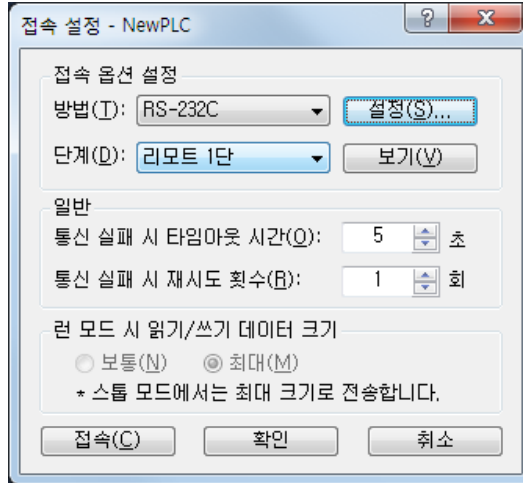 접속 설정 - NewPLC
접속 옵션 설정
방법(T): RS-232C 설정(S)...
단계(D): 리모트 1단 보기(V)
일반
통신 실패 시 타임아웃 시간(O): 5 초
통신 실패 시 재시도 횟수(R): 1 회
런 모드 시 읽기/쓰기 데이터 크기
보통(N) 최대(M)
* 스톱 모드에서는 최대 크기로 전송합니다.
접속(C) 확인 취소